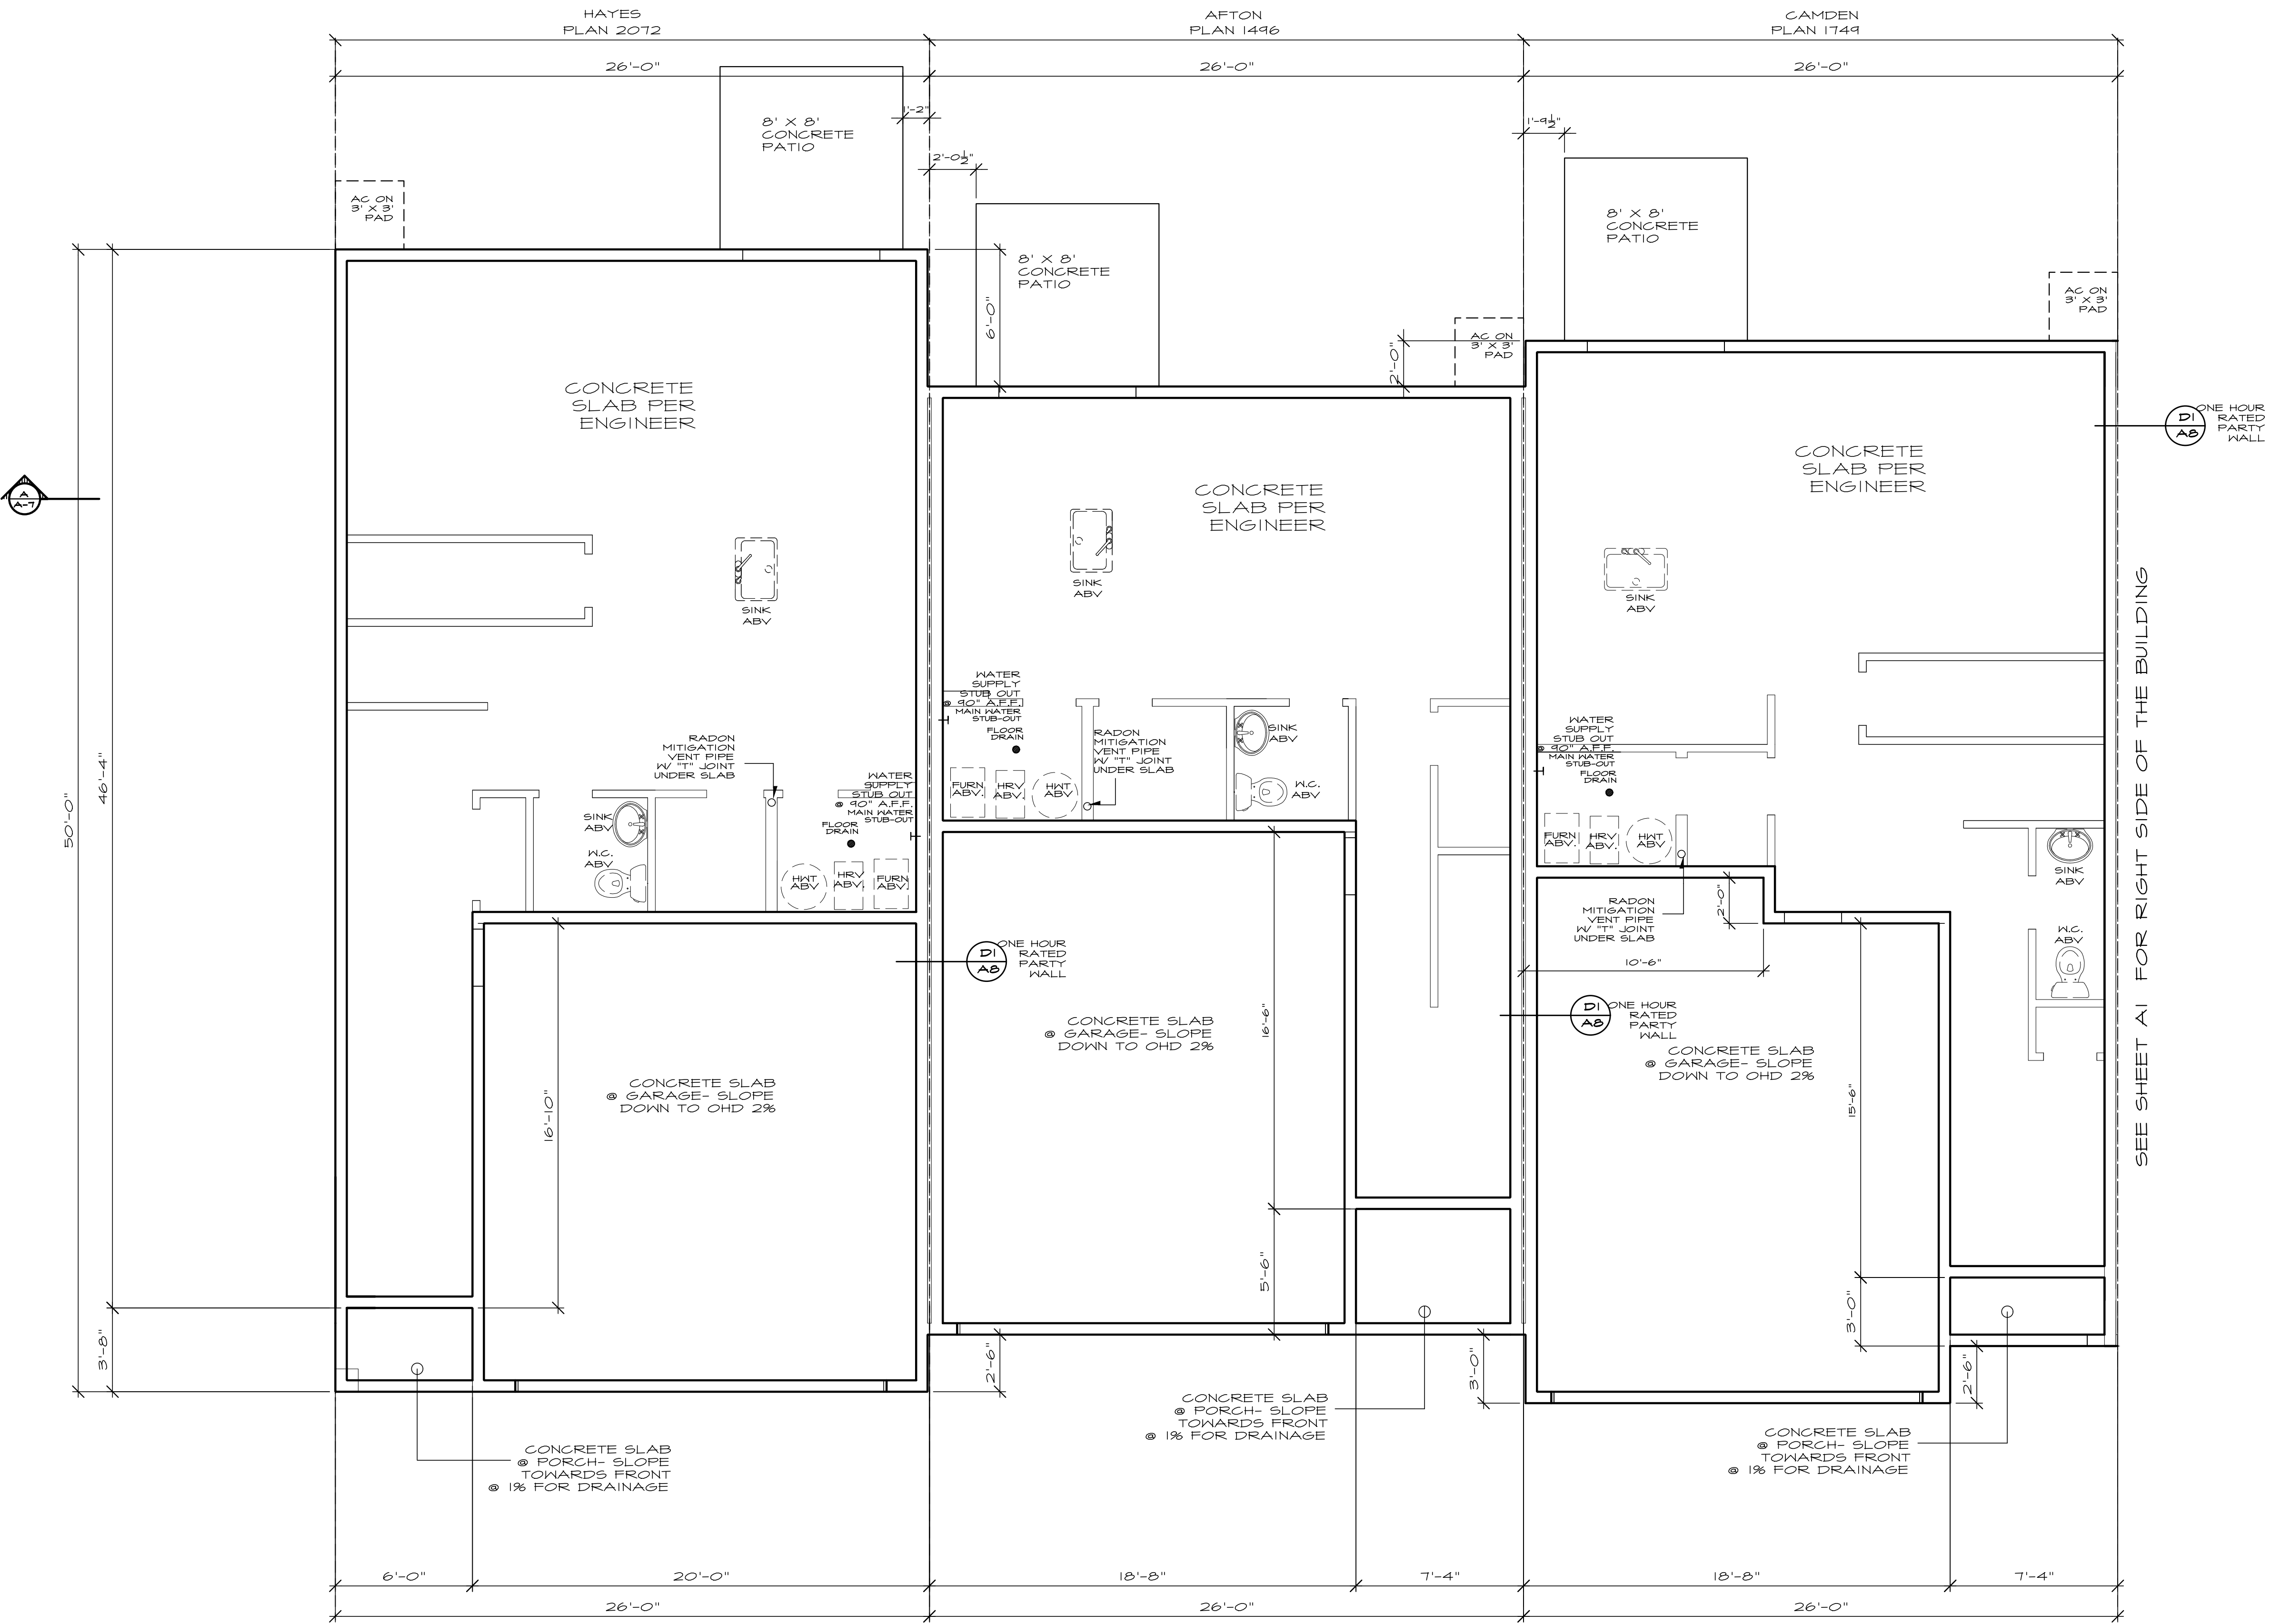 HAYES
PLAN 2072
AFTON
PLAN 1496
CAMDEN
PLAN 1749
26'-0"
26'-0"
26'-0"
1'-2"
2'-0½"
1'-9½"
8' X 8'
CONCRETE
PATIO
8' X 8'
CONCRETE
PATIO
8' X 8'
CONCRETE
PATIO
AC ON
3' X 3'
PAD
AC ON
3' X 3'
PAD
AC ON
3' X 3'
PAD
6'-0"
2'-0"
50'-0"
46'-4"
3'-8"
A
A-7
CONCRETE
SLAB PER
ENGINEER
CONCRETE
SLAB PER
ENGINEER
CONCRETE
SLAB PER
ENGINEER
D1
A8
ONE HOUR
RATED
PARTY
WALL
SINK
ABV
SINK
ABV
SINK
ABV
RADON
MITIGATION
VENT PIPE
W/ "T" JOINT
UNDER SLAB
WATER
SUPPLY
STUB OUT
@ 90" A.F.F.
MAIN WATER
STUB-OUT
FLOOR
DRAIN
SINK
ABV
W.C.
ABV
HWT
ABV
HRV
ABV.
FURN
ABV.
WATER
SUPPLY
STUB OUT
@ 90" A.F.F.
MAIN WATER
STUB-OUT
FLOOR
DRAIN
FURN
ABV.
HRV
ABV.
HWT
ABV
RADON
MITIGATION
VENT PIPE
W/ "T" JOINT
UNDER SLAB
SINK
ABV
W.C.
ABV
WATER
SUPPLY
STUB OUT
@ 90" A.F.F.
MAIN WATER
STUB-OUT
FLOOR
DRAIN
FURN
ABV.
HRV
ABV.
HWT
ABV
RADON
MITIGATION
VENT PIPE
W/ "T" JOINT
UNDER SLAB
2'-0"
10'-6"
SINK
ABV
W.C.
ABV
D1
A8
ONE HOUR
RATED
PARTY
WALL
D1
A8
ONE HOUR
RATED
PARTY
WALL
CONCRETE SLAB
@ GARAGE- SLOPE
DOWN TO OHD 2%
CONCRETE SLAB
@ GARAGE- SLOPE
DOWN TO OHD 2%
CONCRETE SLAB
@ GARAGE- SLOPE
DOWN TO OHD 2%
16'-10"
16'-6"
15'-6"
5'-6"
3'-0"
2'-6"
3'-0"
2'-6"
SEE SHEET A1 FOR RIGHT SIDE OF THE BUILDING
CONCRETE SLAB
@ PORCH- SLOPE
TOWARDS FRONT
@ 1% FOR DRAINAGE
CONCRETE SLAB
@ PORCH- SLOPE
TOWARDS FRONT
@ 1% FOR DRAINAGE
CONCRETE SLAB
@ PORCH- SLOPE
TOWARDS FRONT
@ 1% FOR DRAINAGE
6'-0"
20'-0"
18'-8"
7'-4"
18'-8"
7'-4"
26'-0"
26'-0"
26'-0"